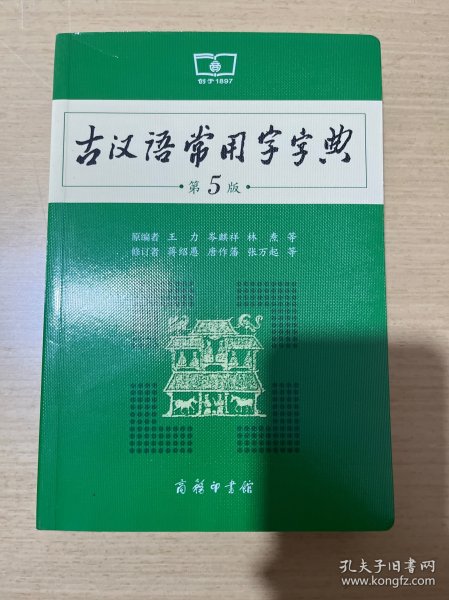 创于1897
古汉语常用字字典
·第5版·
原编者 王力 岑麒祥 林焘 等
修订者 蒋绍愚 唐作藩 张万起 等
商务印书馆
孔夫子旧书网
www.kongfz.com